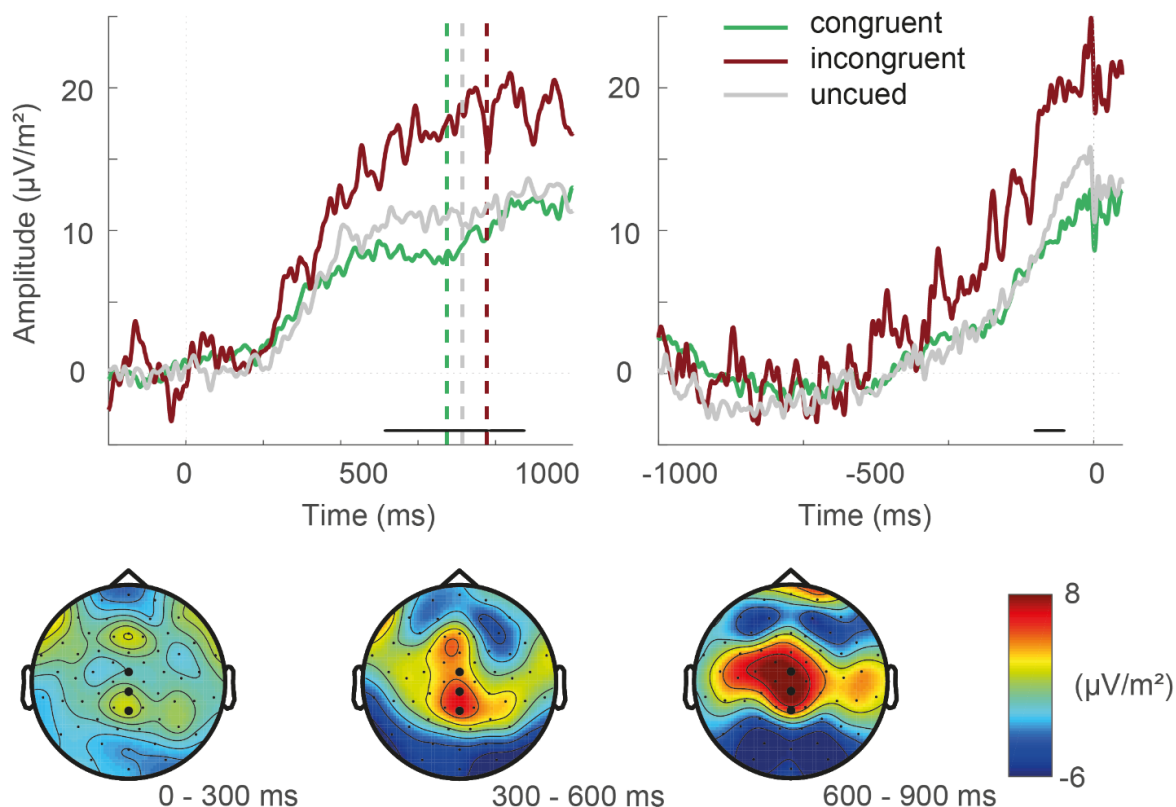 congruent
incongruent
uncued
Amplitude (µV/m²)
20
10
0
0
500
1000
Time (ms)
20
10
0
-1000
-500
0
Time (ms)
0 - 300 ms
300 - 600 ms
600 - 900 ms
8
(µV/m²)
-6